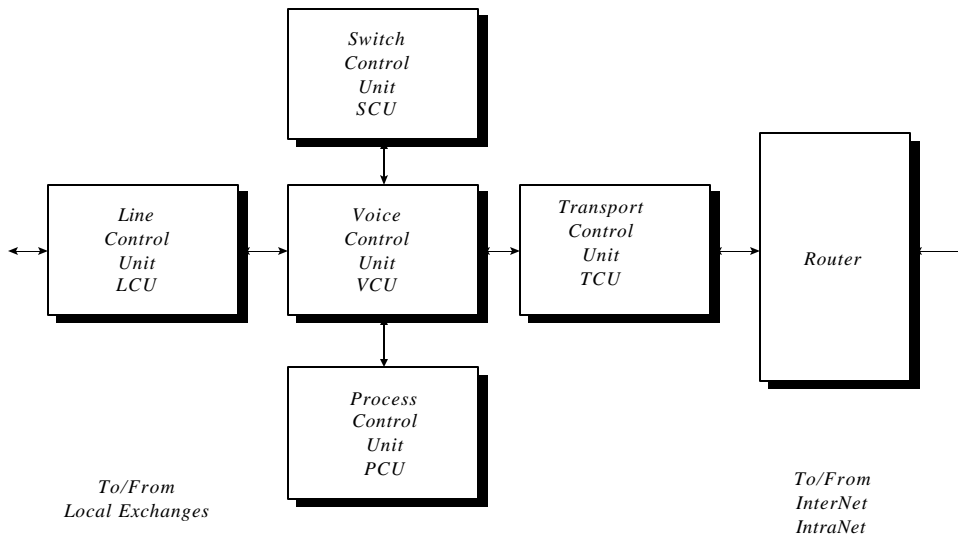 Switch
Control
Unit
SCU
Line
Control
Unit
LCU
Voice
Control
Unit
VCU
Transport
Control
Unit
TCU
Router
Process
Control
Unit
PCU
To/From
Local Exchanges
To/From
InterNet
IntraNet